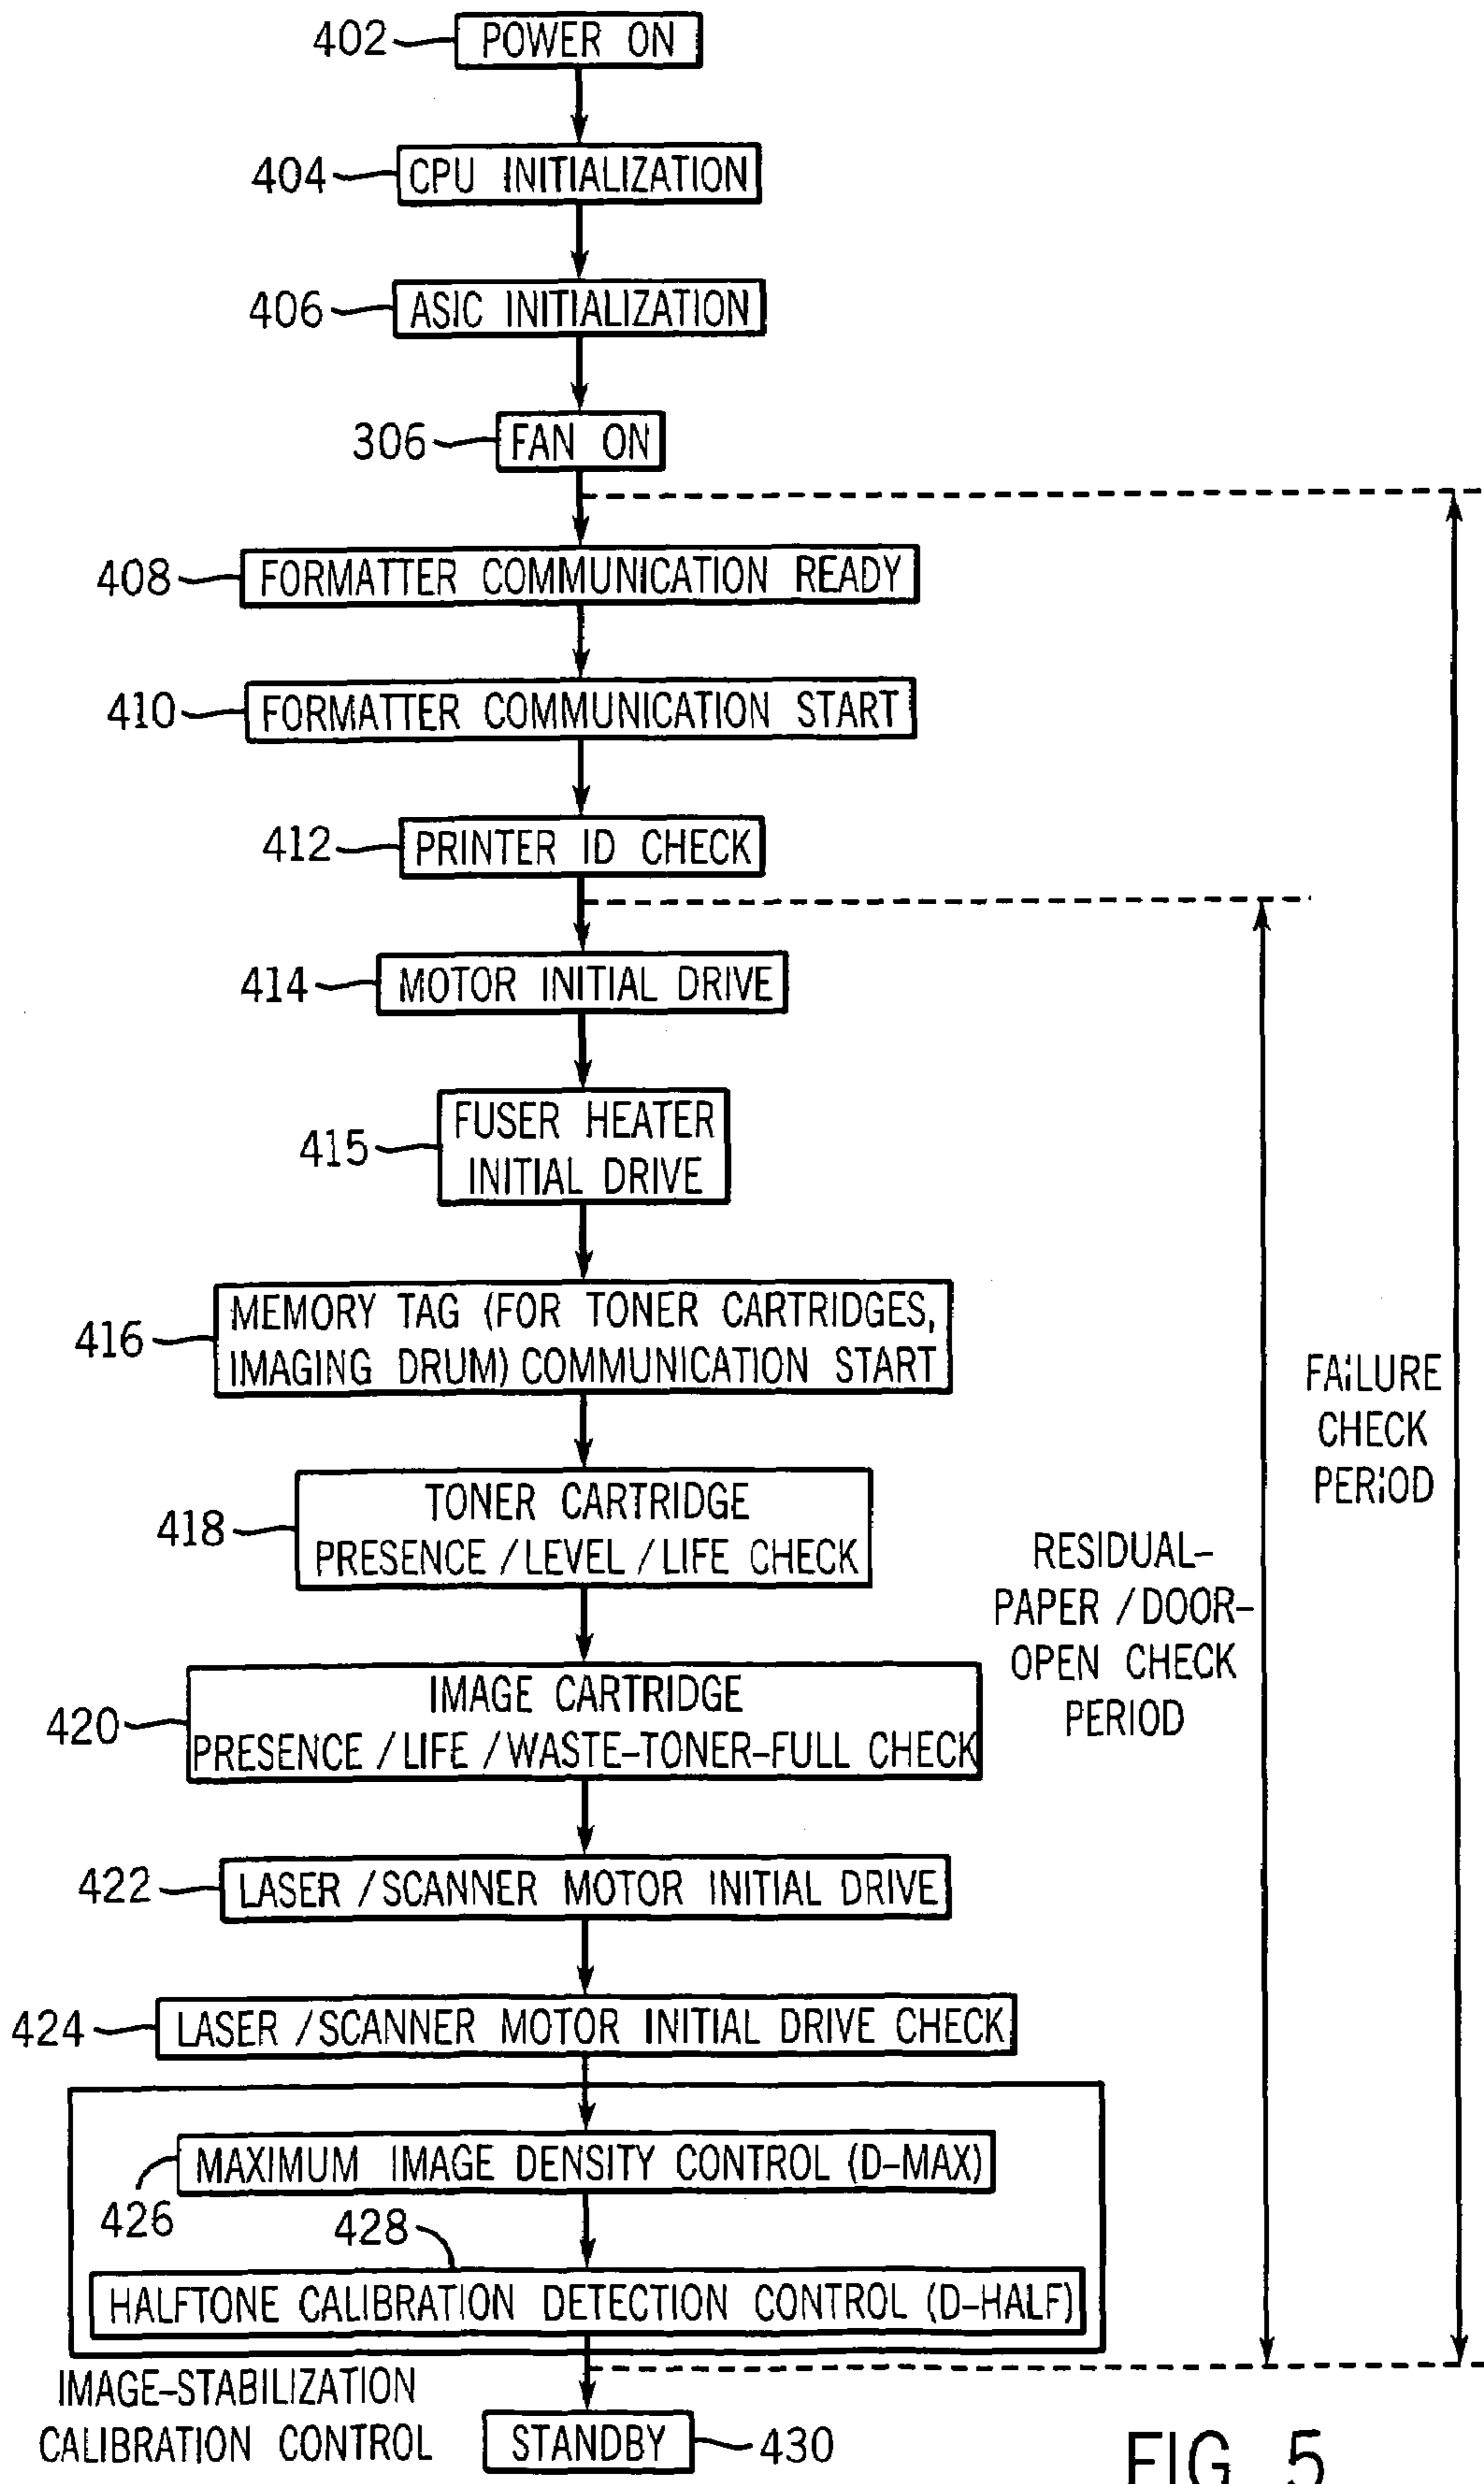 402 POWER ON
404 CPU INITIALIZATION
406 ASIC INITIALIZATION
306 FAN ON
408 FORMATTER COMMUNICATION READY
410 FORMATTER COMMUNICATION START
412 PRINTER ID CHECK
414 MOTOR INITIAL DRIVE
415 FUSER HEATER
INITIAL DRIVE
416 MEMORY TAG (FOR TONER CARTRIDGES,
IMAGING DRUM) COMMUNICATION START
418 TONER CARTRIDGE
PRESENCE / LEVEL / LIFE CHECK
420 IMAGE CARTRIDGE
PRESENCE / LIFE / WASTE-TONER-FULL CHECK
422 LASER / SCANNER MOTOR INITIAL DRIVE
424 LASER / SCANNER MOTOR INITIAL DRIVE CHECK
426 MAXIMUM IMAGE DENSITY CONTROL (D-MAX)
428
HALFTONE CALIBRATION DETECTION CONTROL (D-HALF)
IMAGE-STABILIZATION
CALIBRATION CONTROL
STANDBY 430
RESIDUAL-
PAPER / DOOR-
OPEN CHECK
PERIOD
FAILURE
CHECK
PERIOD
FIG. 5